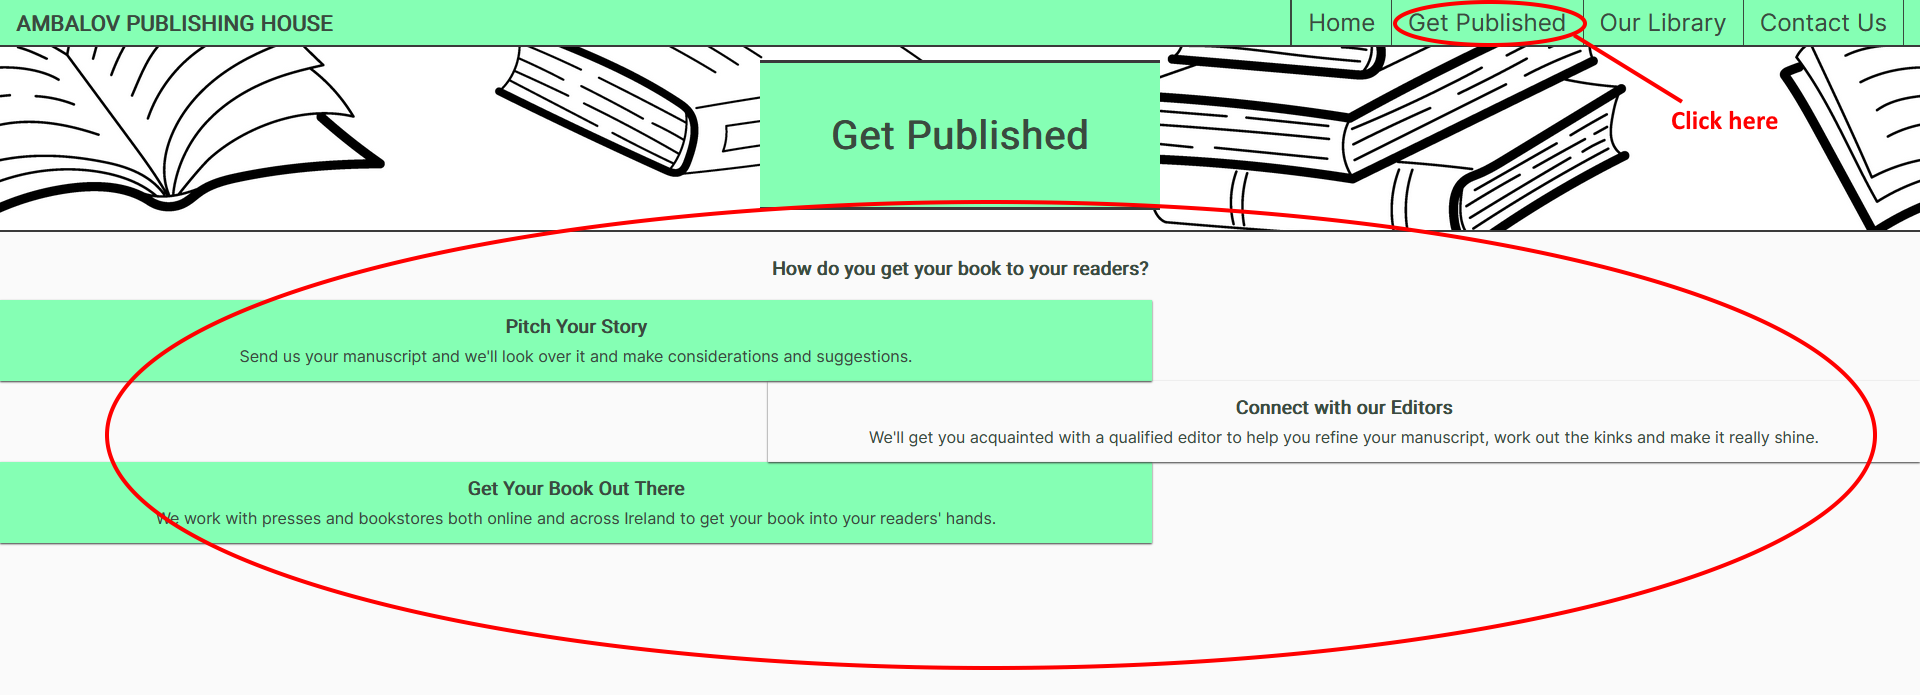 AMBALOV PUBLISHING HOUSE
Home
Get Published
Our Library
Contact Us
Click here
Get Published
How do you get your book to your readers?
Pitch Your Story
Send us your manuscript and we'll look over it and make considerations and suggestions.
Connect with our Editors
We'll get you acquainted with a qualified editor to help you refine your manuscript, work out the kinks and make it really shine.
Get Your Book Out There
We work with presses and bookstores both online and across Ireland to get your book into your readers' hands.